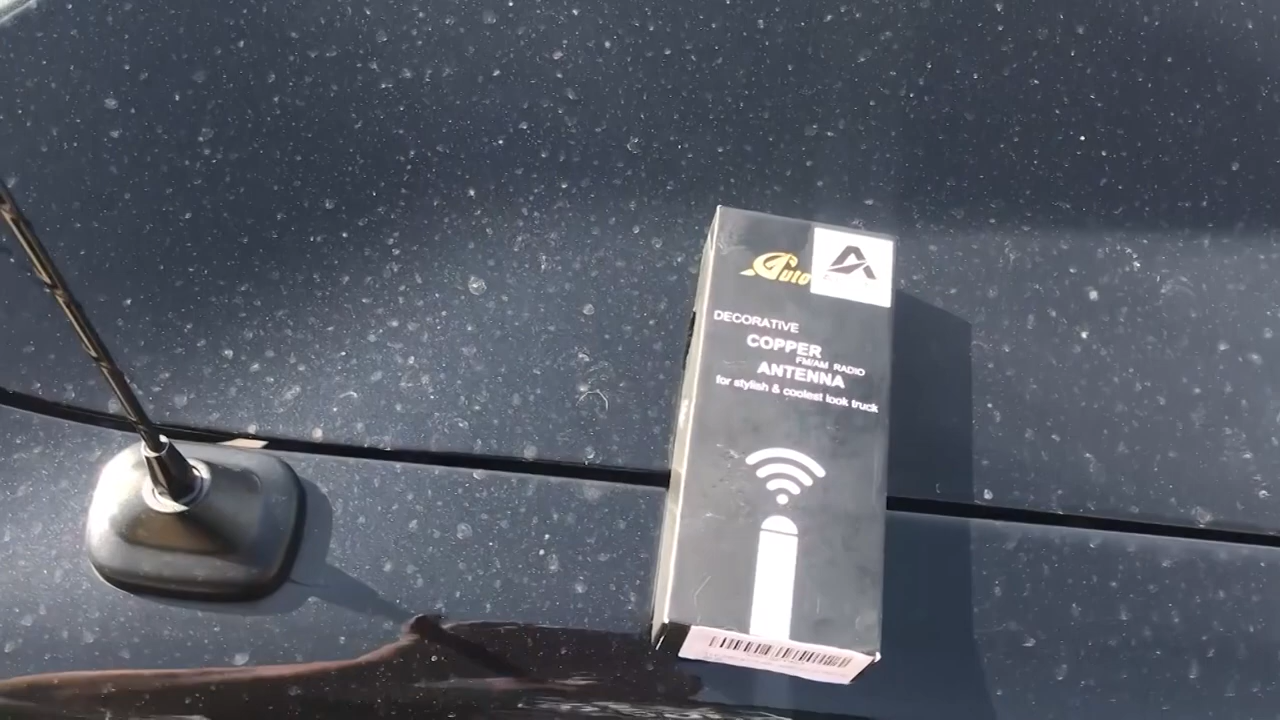 Auto
A
DECORATIVE
COPPER
FM/AM RADIO
ANTENNA
for stylish & coolest look truck